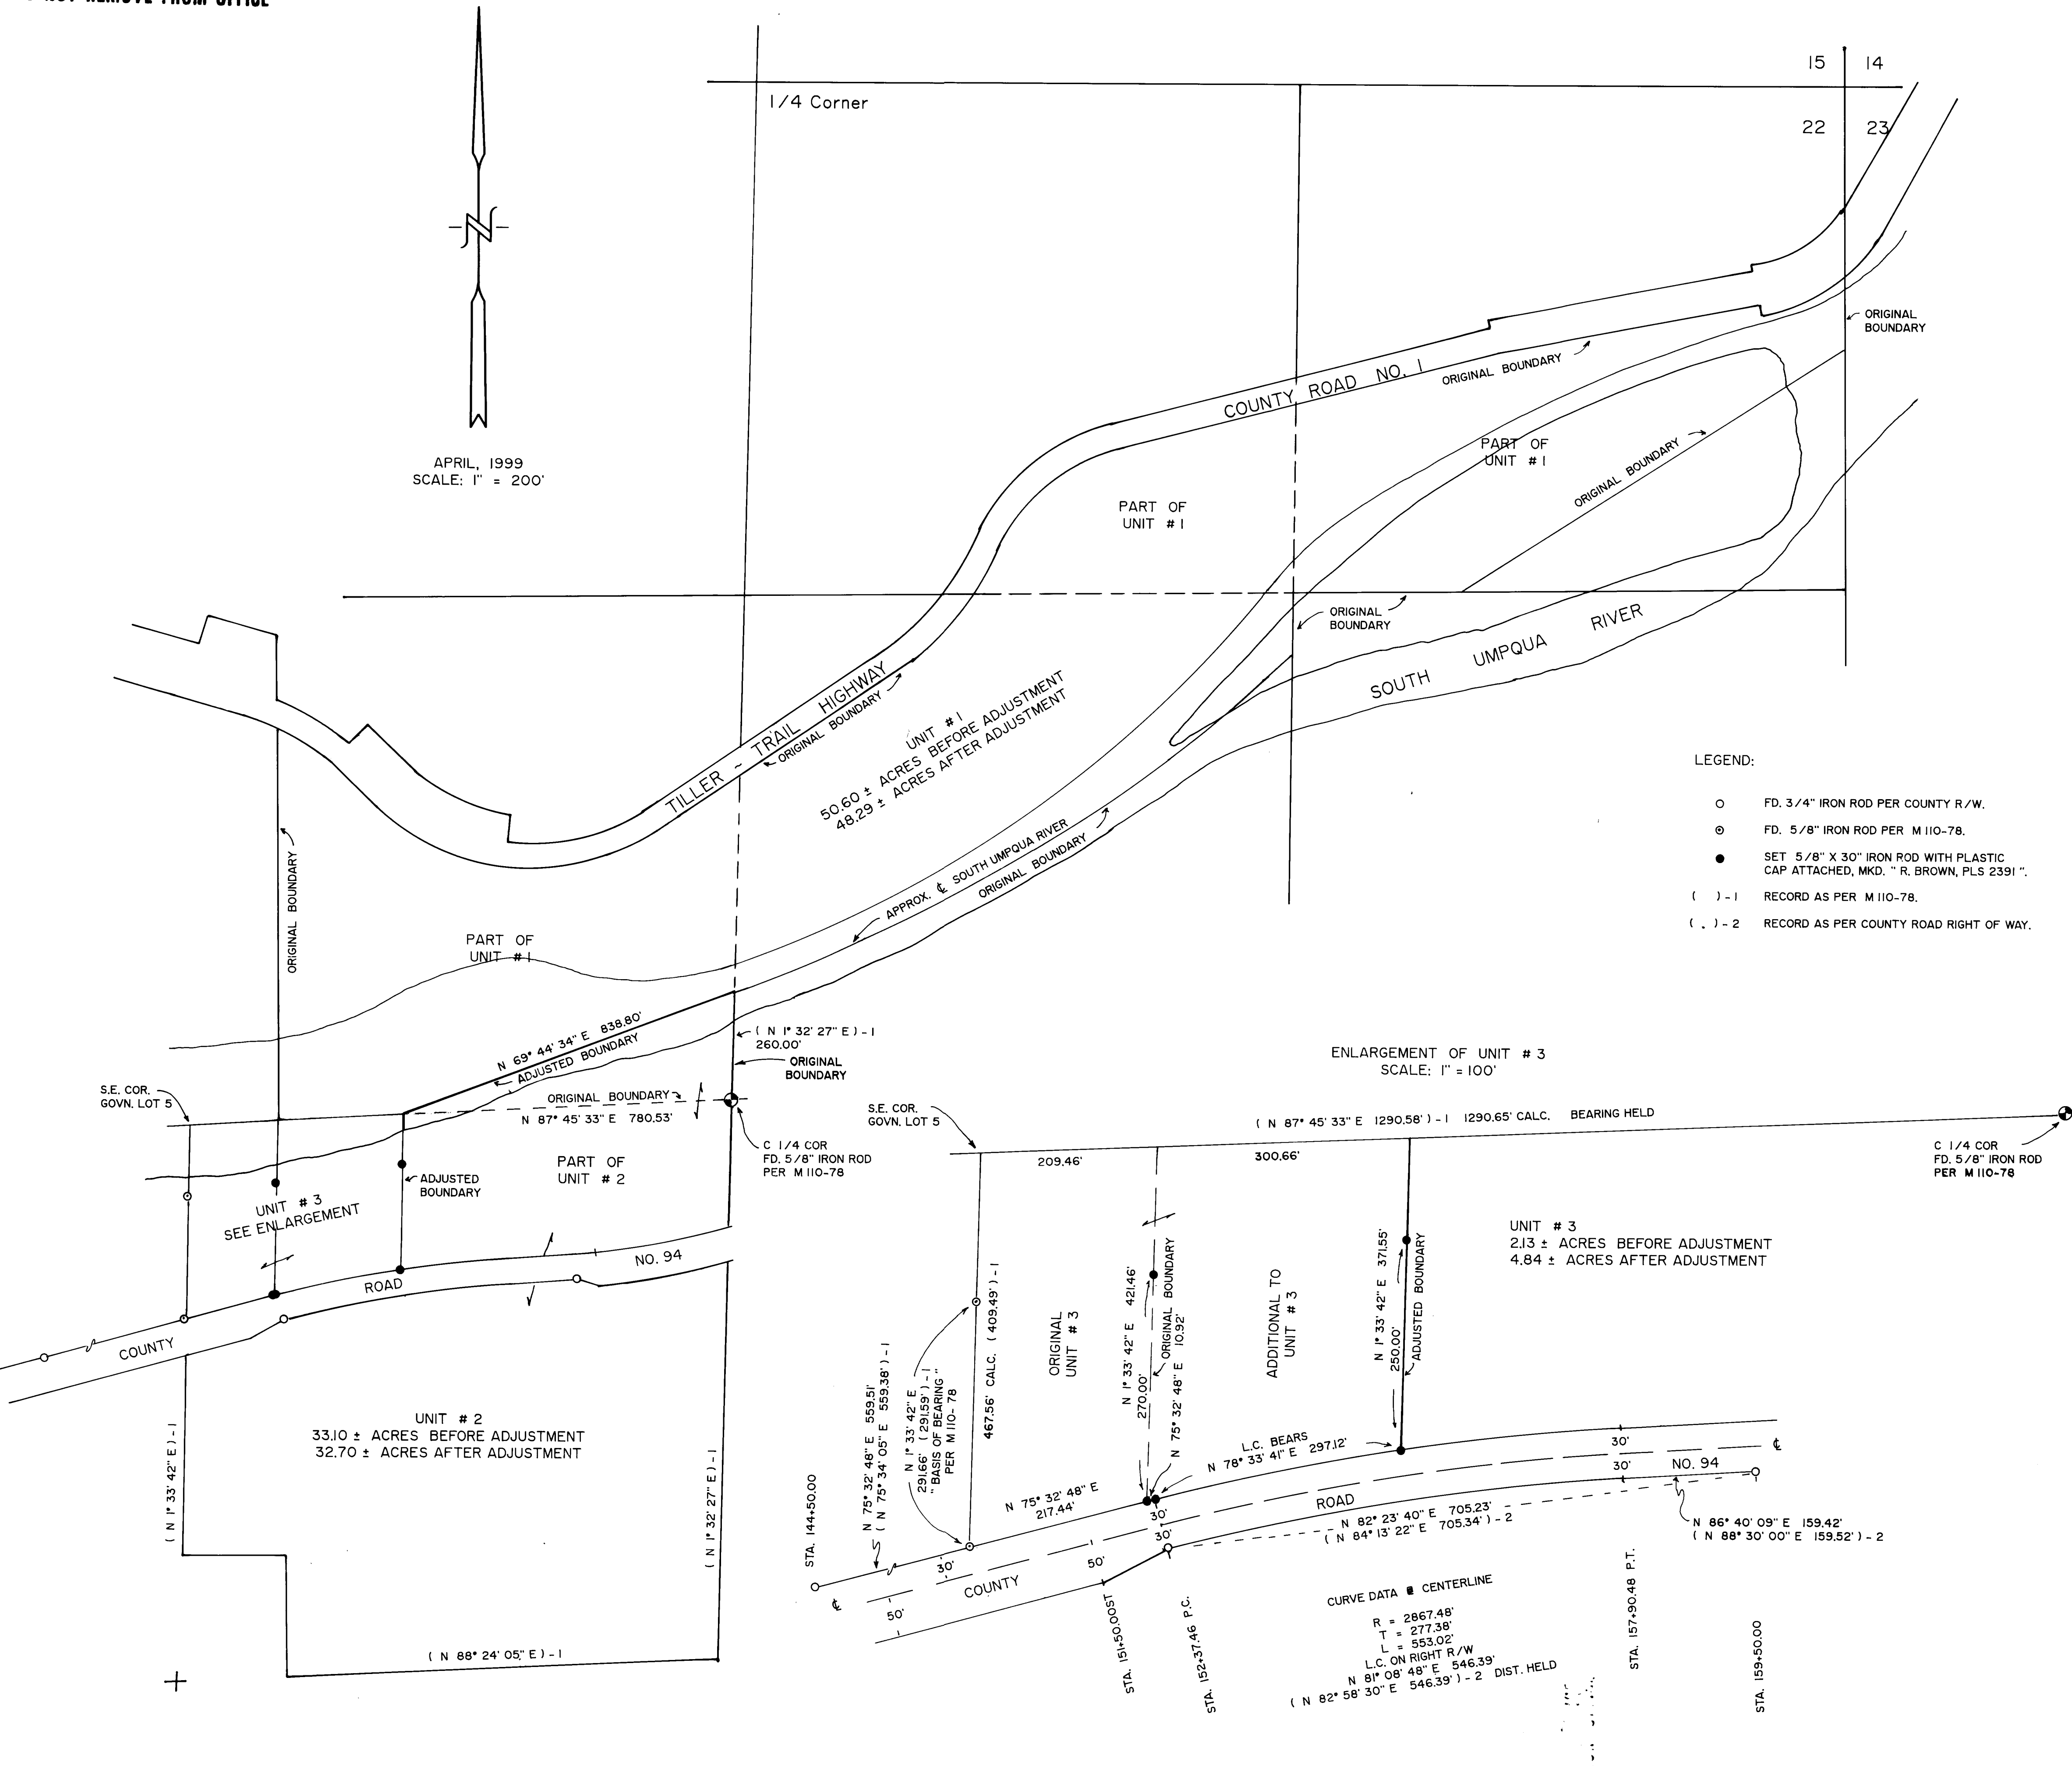 NOT REMOVE FROM OFFICE
N
APRIL, 1999
SCALE: 1" = 200'
1/4 Corner
15
14
22
23
ORIGINAL
BOUNDARY
COUNTY ROAD NO. 1
ORIGINAL BOUNDARY
PART OF
UNIT #1
ORIGINAL BOUNDARY
PART OF
UNIT #1
ORIGINAL
BOUNDARY
SOUTH UMPQUA RIVER
TILLER ~ TRAIL HIGHWAY
ORIGINAL BOUNDARY
UNIT #1
50.60 ± ACRES BEFORE ADJUSTMENT
48.29 ± ACRES AFTER ADJUSTMENT
ORIGINAL BOUNDARY
APPROX. ℄ SOUTH UMPQUA RIVER
ORIGINAL BOUNDARY
PART OF
UNIT #1
LEGEND:
FD. 3/4" IRON ROD PER COUNTY R/W.
FD. 5/8" IRON ROD PER M110-78.
SET 5/8" X 30" IRON ROD WITH PLASTIC
CAP ATTACHED, MKD. " R. BROWN, PLS 2391 ".
( )-1 RECORD AS PER M110-78.
( . )-2 RECORD AS PER COUNTY ROAD RIGHT OF WAY.
N 69° 44' 34" E 838.80'
ADJUSTED BOUNDARY
( N 1° 32' 27" E )-1
260.00'
ORIGINAL
BOUNDARY
S.E. COR.
GOVN. LOT 5
ORIGINAL BOUNDARY
N 87° 45' 33" E 780.53'
C 1/4 COR
FD. 5/8" IRON ROD
PER M110-78
PART OF
UNIT #2
ADJUSTED
BOUNDARY
UNIT #3
SEE ENLARGEMENT
COUNTY ROAD NO. 94
UNIT #2
33.10 ± ACRES BEFORE ADJUSTMENT
32.70 ± ACRES AFTER ADJUSTMENT
( N 1° 33' 42" E )-1
( N 1° 32' 27" E )-1
( N 88° 24' 05" E )-1
ENLARGEMENT OF UNIT #3
SCALE: 1" = 100'
S.E. COR.
GOVN. LOT 5
( N 87° 45' 33" E 1290.58' )-1 1290.65' CALC. BEARING HELD
C 1/4 COR
FD. 5/8" IRON ROD
PER M110-78
209.46'
300.66'
UNIT #3
2.13 ± ACRES BEFORE ADJUSTMENT
4.84 ± ACRES AFTER ADJUSTMENT
N 75° 32' 48" E 559.51'
( N 75° 34' 05" E 559.38' )-1
N 1° 33' 42" E
291.66' ( 291.59' )-1
" BASIS OF BEARING "
PER M110-78
467.56' CALC. ( 409.49' )-1
ORIGINAL
UNIT #3
N 1° 33' 42" E 421.46'
270.00'
ORIGINAL BOUNDARY
N 75° 32' 48" E 10.92'
ADDITIONAL TO
UNIT #3
N 1° 33' 42" E 371.55'
250.00'
ADJUSTED BOUNDARY
L.C. BEARS
N 78° 33' 41" E 297.12'
N 75° 32' 48" E
217.44'
30'
30'
NO. 94
℄
ROAD
30'
30'
N 82° 23' 40" E 705.23'
( N 84° 13' 22" E 705.34' )-2
N 86° 40' 09" E 159.42'
( N 88° 30' 00" E 159.52' )-2
30'
50'
COUNTY
℄
50'
STA. 144+50.00
STA. 151+50.00ST
STA. 152+37.46 P.C.
STA. 157+90.48 P.T.
STA. 159+50.00
CURVE DATA @ CENTERLINE
R = 2867.48'
T = 277.38'
L = 553.02'
L.C. ON RIGHT R/W
N 81° 08' 48" E 546.39'
( N 82° 58' 30" E 546.39' )-2 DIST. HELD